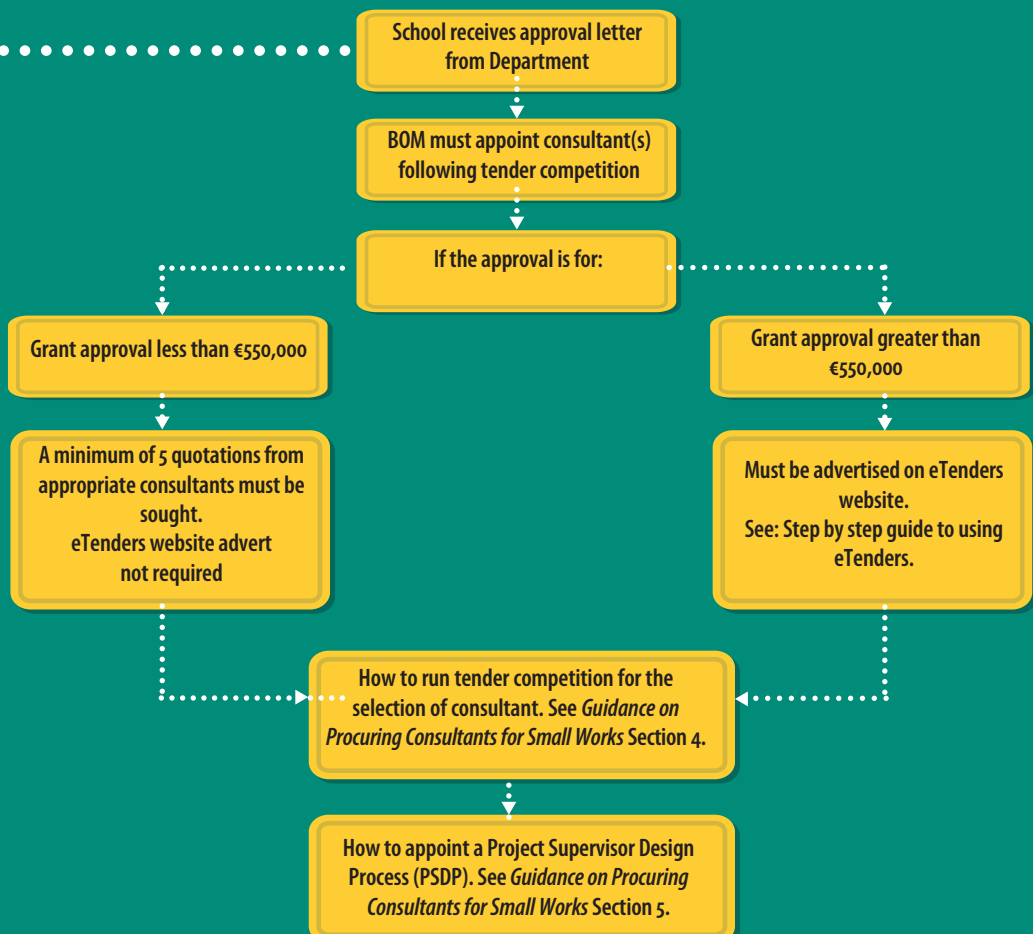 School receives approval letter
from Department
BOM must appoint consultant(s)
following tender competition
If the approval is for:
Grant approval less than €550,000
Grant approval greater than
€550,000
A minimum of 5 quotations from
appropriate consultants must be
sought.
eTenders website advert
not required
Must be advertised on eTenders
website.
See: Step by step guide to using
eTenders.
How to run tender competition for the
selection of consultant. See Guidance on
Procuring Consultants for Small Works Section 4.
How to appoint a Project Supervisor Design
Process (PSDP). See Guidance on Procuring
Consultants for Small Works Section 5.